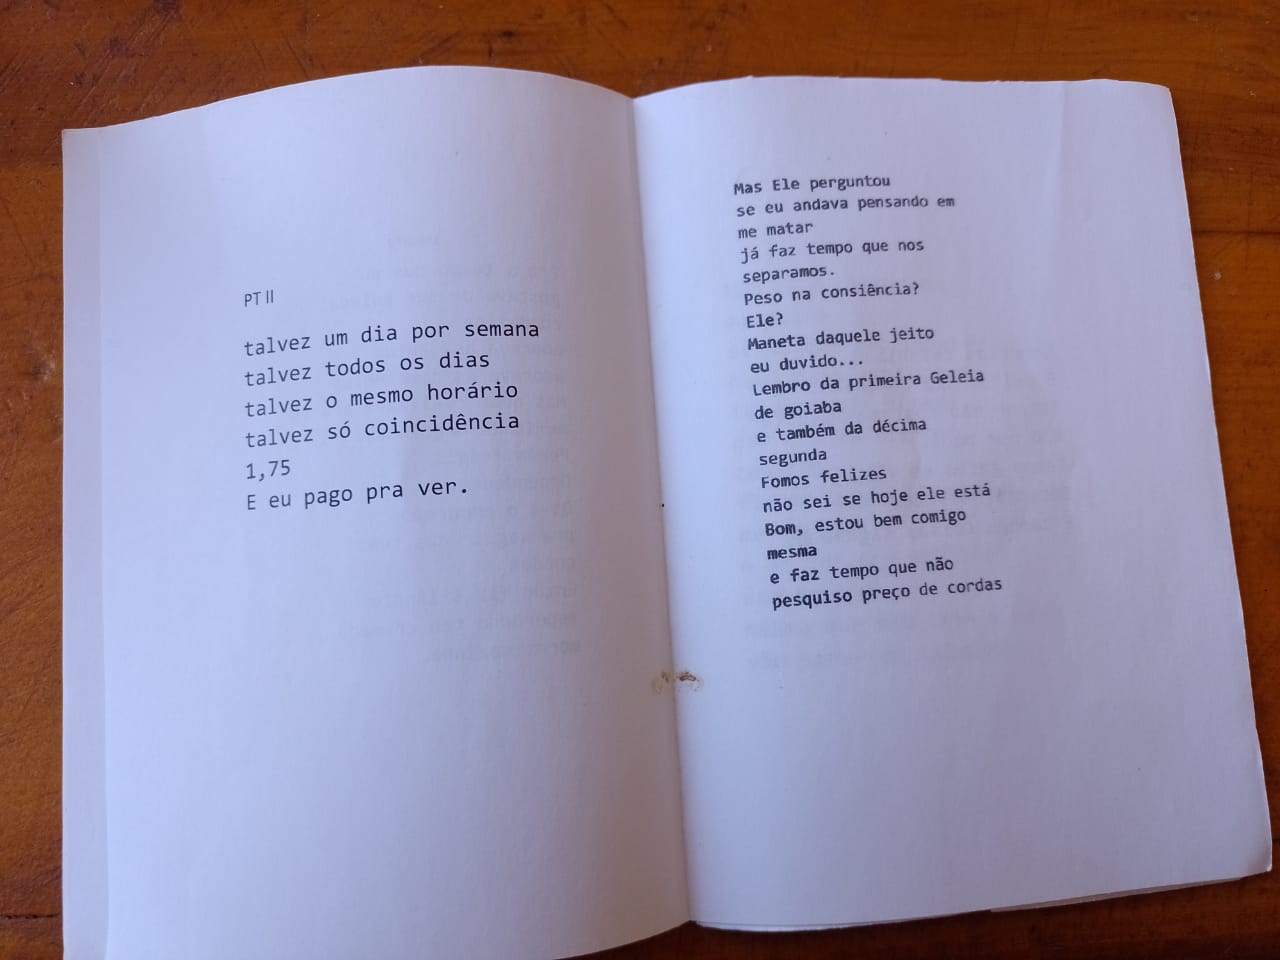 PT II
talvez um dia por semana
talvez todos os dias
talvez o mesmo horário
talvez só coincidência
1,75
E eu pago pra ver.
Mas Ele perguntou
se eu andava pensando em
me matar
já faz tempo que nos
separamos.
Peso na consiência?
Ele?
Maneta daquele jeito
eu duvido...
Lembro da primeira Geleia
de goiaba
e também da décima
segunda
Fomos felizes
não sei se hoje ele está
Bom, estou bem comigo
mesma
e faz tempo que não
pesquiso preço de cordas